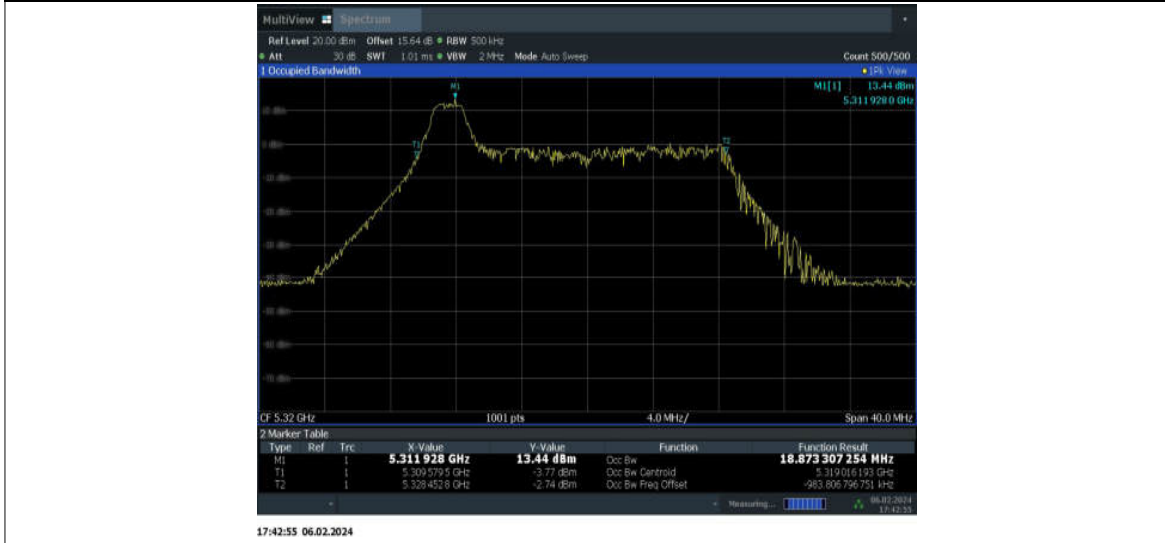 MultiView Spectrum
Ref Level 20.00 dBm Offset 15.64 dB RBW 500 kHz
Att 30 dB SWT 1.01 ms VBW 2 MHz Mode Auto Sweep Count 500/500
1 Occupied Bandwidth 1Pk View
M1[1] 13.44 dBm
5.311 928 0 GHz
M1
T1
T2
CF 5.32 GHz 1001 pts 4.0 MHz/ Span 40.0 MHz
2 Marker Table
Type Ref Trc X-Value Y-Value Function Function Result
M1 1 5.311 928 GHz 13.44 dBm Occ Bw 18.873 307 254 MHz
T1 1 5.309 579 5 GHz -3.77 dBm Occ Bw Centroid 5.319 016 193 GHz
T2 1 5.328 452 8 GHz -2.74 dBm Occ Bw Freq Offset -983.806 796 751 kHz
Measuring... 06.02.2024
17:42:55
17:42:55 06.02.2024